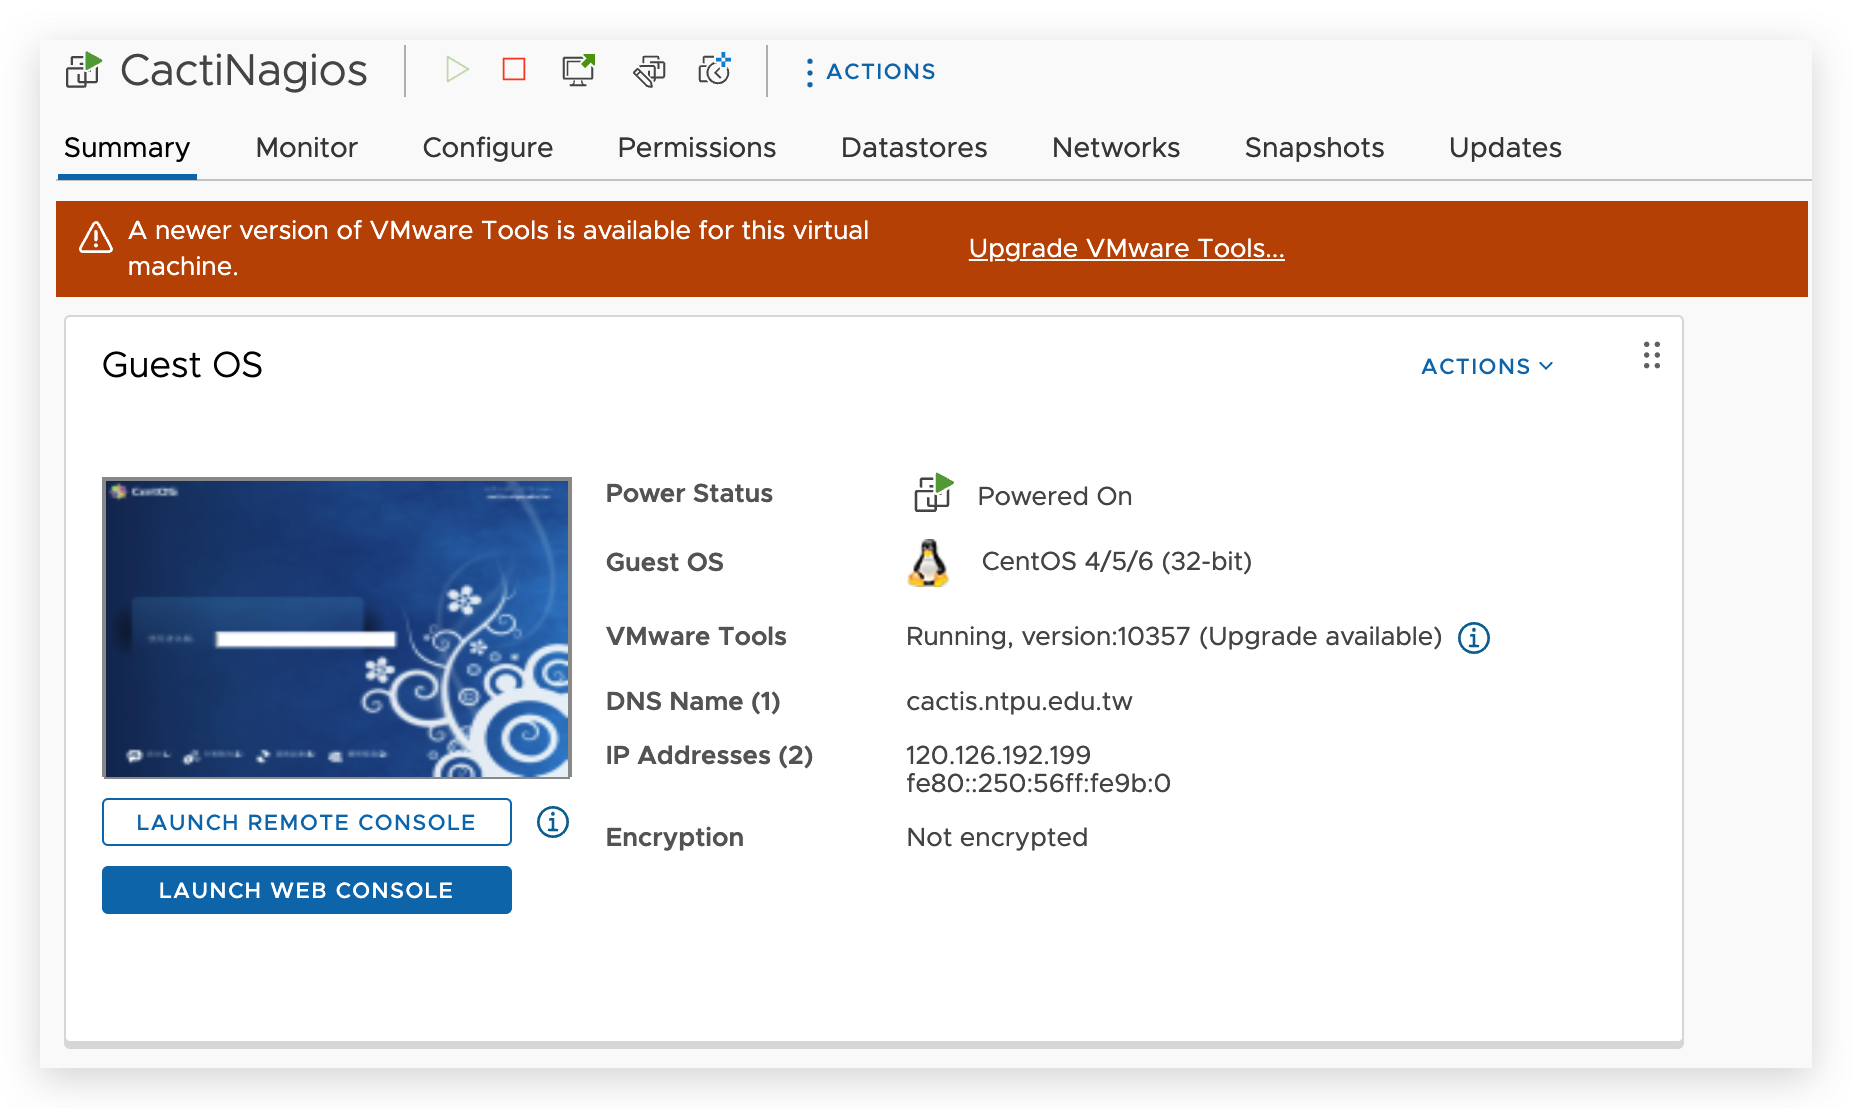 CactiNagios
ACTIONS
Summary Monitor Configure Permissions Datastores Networks Snapshots Updates
A newer version of VMware Tools is available for this virtual
machine.
Upgrade VMware Tools...
Guest OS
ACTIONS
CentOS
Power Status Powered On
Guest OS CentOS 4/5/6 (32-bit)
VMware Tools Running, version:10357 (Upgrade available)
DNS Name (1) cactis.ntpu.edu.tw
IP Addresses (2) 120.126.192.199
fe80::250:56ff:fe9b:0
Encryption Not encrypted
LAUNCH REMOTE CONSOLE
LAUNCH WEB CONSOLE